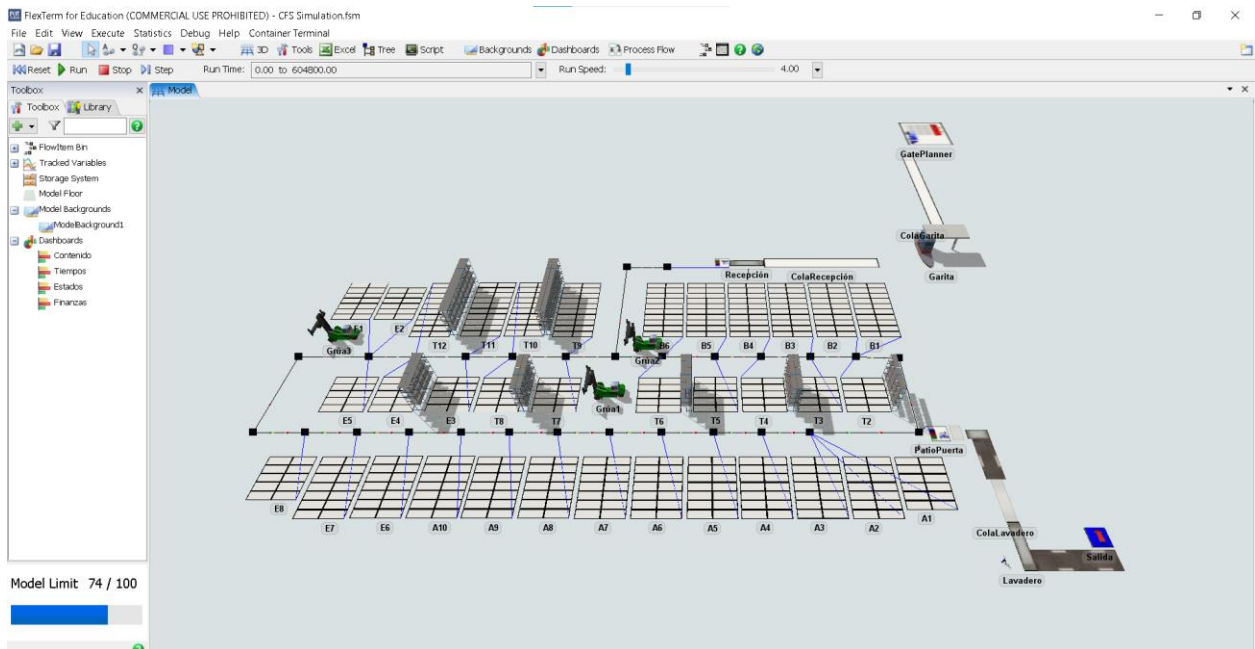 FlexTerm for Education (COMMERCIAL USE PROHIBITED) - CFS Simulation.fsm
File Edit View Execute Statistics Debug Help Container Terminal
3D Tools Excel Tree Script Backgrounds Dashboards Process Flow
Reset Run Stop Step Run Time: 0.00 to 604800.00 Run Speed: 4.00
Toolbox
Model
Toolbox Library
FlowItem Bin
Tracked Variables
Storage System
Model Floor
Model Backgrounds
ModelBackground1
Dashboards
Contenido
Tiempos
Estados
Finanzas
GatePlanner
ColaGarita
Garita
Recepción ColaRecepción
E1 E2 T12 T11 T10 T9 B6 B5 B4 B3 B2 B1
Grúa3 Grúa2
Grúa1
E5 E4 E3 T8 T7 T6 T5 T4 T3 T2
PatioPuerta
E8 E7 E6 A10 A9 A8 A7 A6 A5 A4 A3 A2 A1
ColaLavadero
Salida
Lavadero
Model Limit 74 / 100